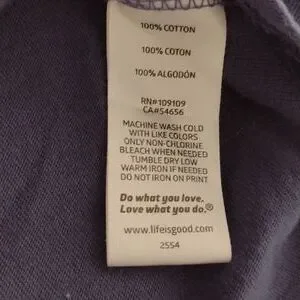 100% COTTON
100% COTON
100% ALGODÓN
RN#109109
CA#54656
MACHINE WASH COLD
WITH LIKE COLORS
ONLY NON-CHLORINE
BLEACH WHEN NEEDED
TUMBLE DRY LOW
WARM IRON IF NEEDED
DO NOT IRON ON PRINT
Do what you love.
Love what you do.®
www.lifeisgood.com
2554